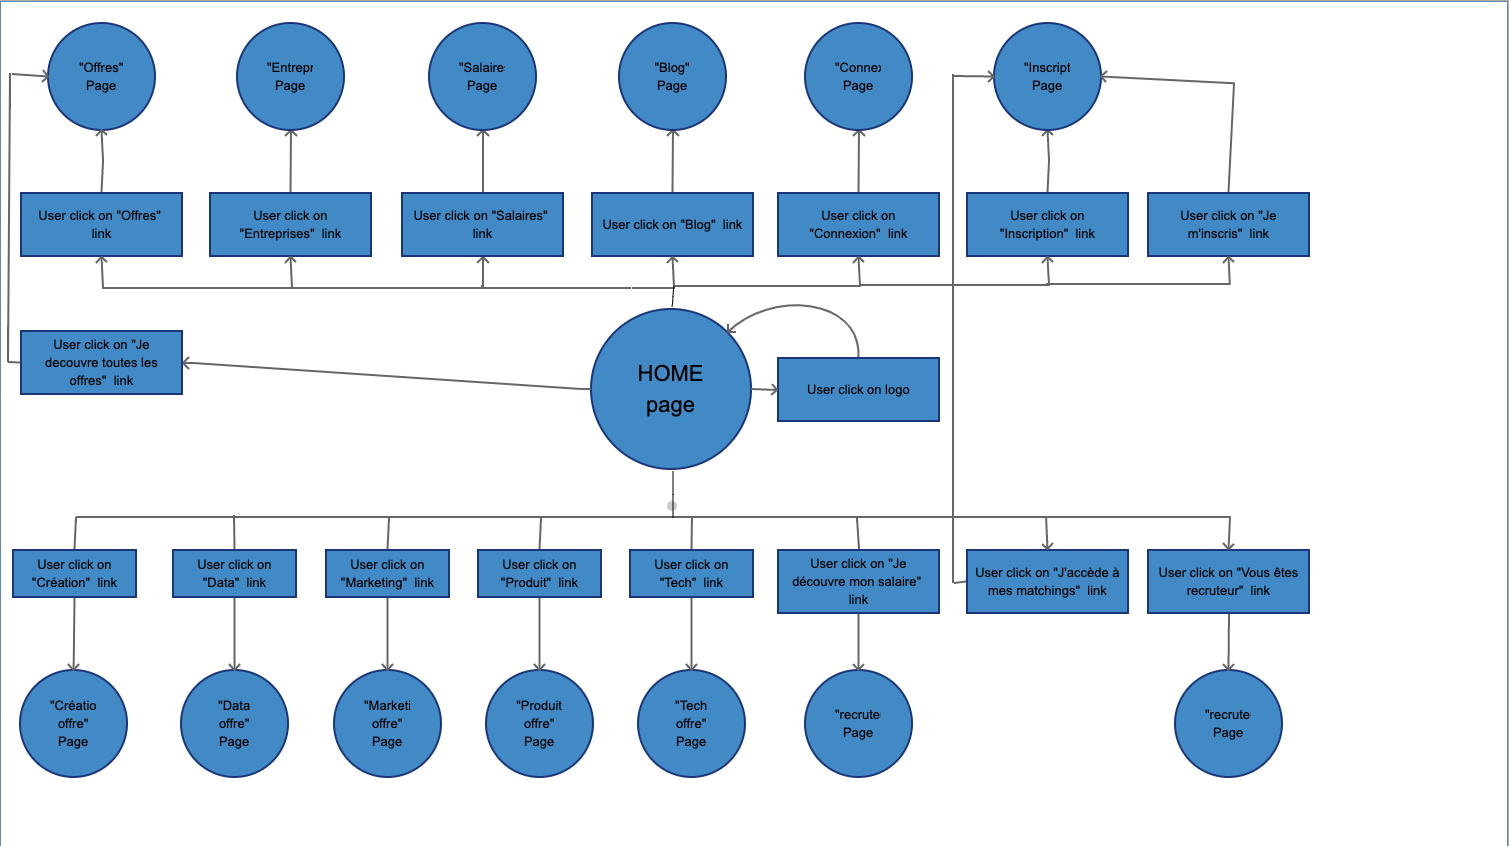 "Offres"
Page
"Entrepr
Page
"Salaire
Page
"Blog"
Page
"Connex
Page
"Inscript
Page
User click on "Offres"
link
User click on
"Entreprises" link
User click on "Salaires"
link
User click on "Blog" link
User click on
"Connexion" link
User click on
"Inscription" link
User click on "Je
m'inscris" link
User click on "Je
decouvre toutes les
offres" link
HOME
page
User click on logo
User click on
"Création" link
User click on
"Data" link
User click on
"Marketing" link
User click on
"Produit" link
User click on
"Tech" link
User click on "Je
découvre mon salaire"
link
User click on "J'accède à
mes matchings" link
User click on "Vous êtes
recruteur" link
"Créatio
offre"
Page
"Data
offre"
Page
"Marketi
offre"
Page
"Produit
offre"
Page
"Tech
offre"
Page
"recrute
Page
"recrute
Page